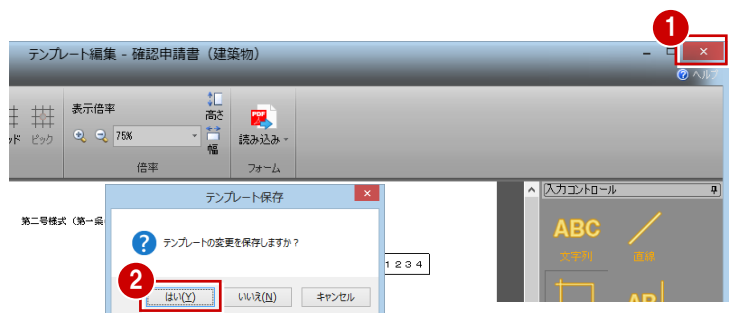 1
テンプレート編集 - 確認申請書（建築物）
ヘルプ
表示倍率
75%
高さ
幅
ッド ピック
読み込み
倍率
フォーム
PDF
テンプレート保存
入力コントロール
第二号様式（第一条
テンプレートの変更を保存しますか？
ABC
文字列
直線
1 2 3 4
2
はい(Y)
いいえ(N)
キャンセル
AB